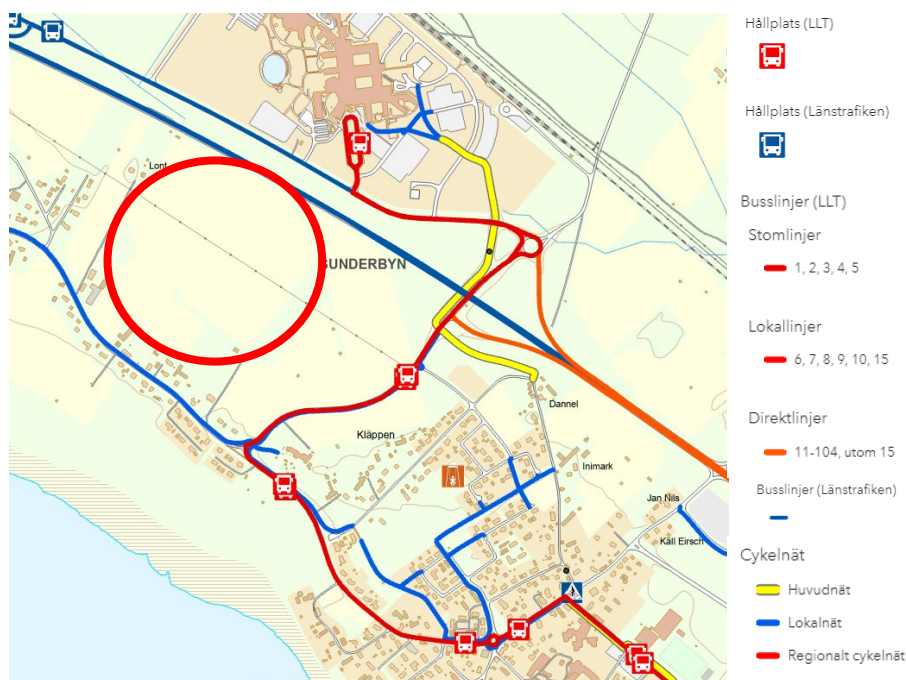 Lont
SUNDERBYN
Dannel
Kläppen
Inimark
Jan Nils
Käll Eirsch
Hållplats (LLT)
Hållplats (Länstrafiken)
Busslinjer (LLT)
Stomlinjer
1, 2, 3, 4, 5
Lokallinjer
6, 7, 8, 9, 10, 15
Direktlinjer
11-104, utom 15
Busslinjer (Länstrafiken)
Cykelnät
Huvudnät
Lokalnät
Regionalt cykelnät